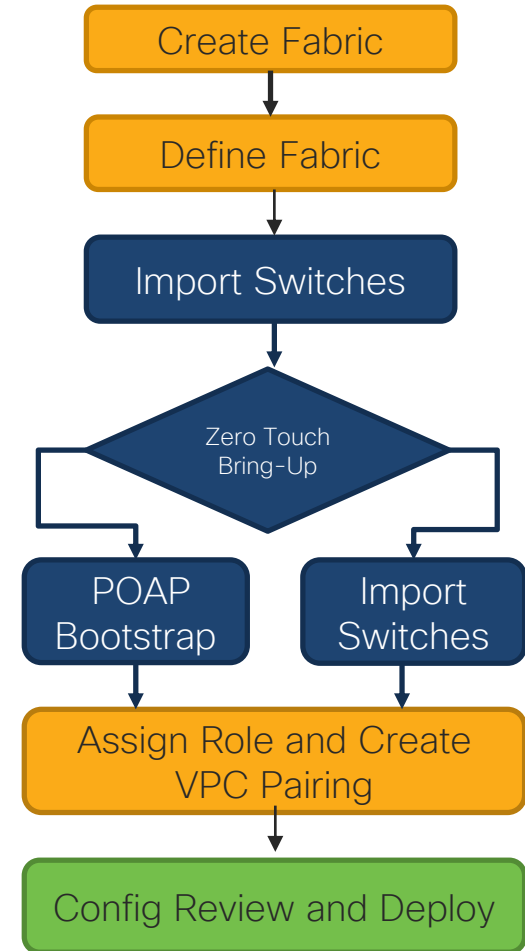 Create Fabric
Define Fabric
Import Switches
Zero Touch
Bring-Up
POAP
Bootstrap
Import
Switches
Assign Role and Create
VPC Pairing
Config Review and Deploy